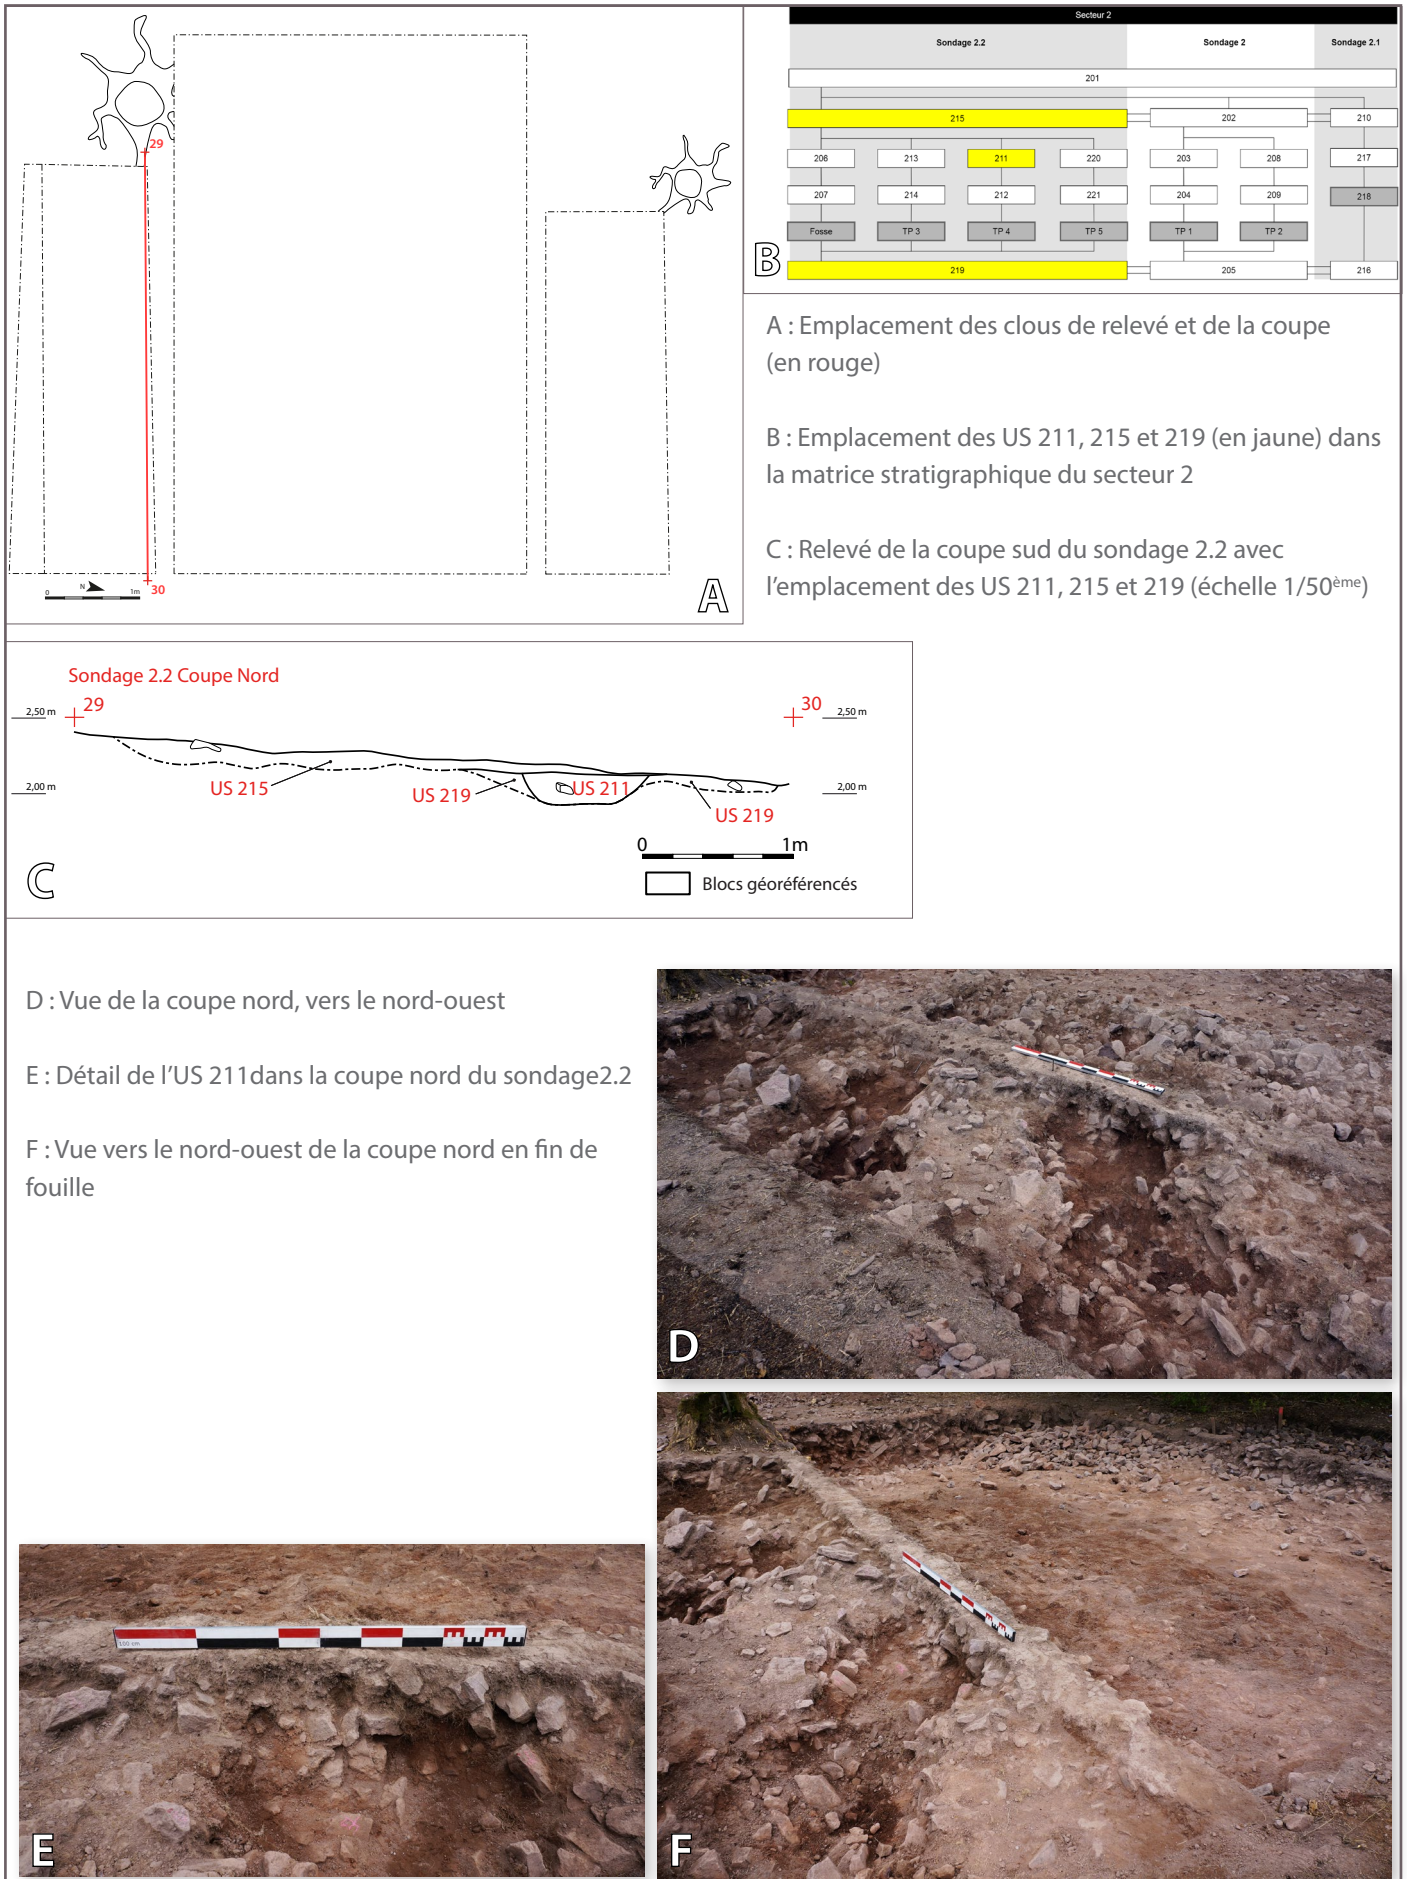 29
30
N
0 1m
A
Secteur 2
Sondage 2.2 Sondage 2 Sondage 2.1
201
215 202 210
206 213 211 220 203 208 217
207 214 212 221 204 209 218
Fosse TP 3 TP 4 TP 5 TP 1 TP 2
219 205 216
B
A : Emplacement des clous de relevé et de la coupe
(en rouge)
B : Emplacement des US 211, 215 et 219 (en jaune) dans
la matrice stratigraphique du secteur 2
C : Relevé de la coupe sud du sondage 2.2 avec
l'emplacement des US 211, 215 et 219 (échelle 1/50ème)
Sondage 2.2 Coupe Nord
29 30
2,50 m 2,50 m
2,00 m 2,00 m
US 215 US 219 US 211 US 219
0 1m
Blocs géoréférencés
C
D : Vue de la coupe nord, vers le nord-ouest
E : Détail de l'US 211dans la coupe nord du sondage2.2
F : Vue vers le nord-ouest de la coupe nord en fin de
fouille
D
100 cm
E
F